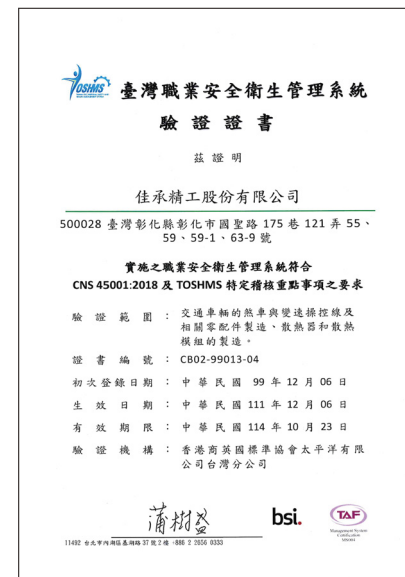 TOSHMS
臺灣職業安全衛生管理系統
驗證證書
茲證明
佳承精工股份有限公司
500028 臺灣彰化縣彰化市國聖路 175 巷 121 弄 55、
59、59-1、63-9 號
實施之職業安全衛生管理系統符合
CNS 45001:2018 及 TOSHMS 特定稽核重點事項之要求
驗證範圍：交通車輛的煞車與變速操控線及
相關零配件製造、散熱器和散熱
模組的製造。
證書編號：CB02-99013-04
初次登錄日期：中華民國 99 年 12 月 06 日
生效日期：中華民國 111 年 12 月 06 日
有效期限：中華民國 114 年 10 月 23 日
驗證機構：香港商英國標準協會太平洋有限
公司台灣分公司
蒲樹盛
bsi.
TAF
Management System
Certification
11492 台北市內湖區基湖路 37 號 2 樓 +886 2 2656 0333